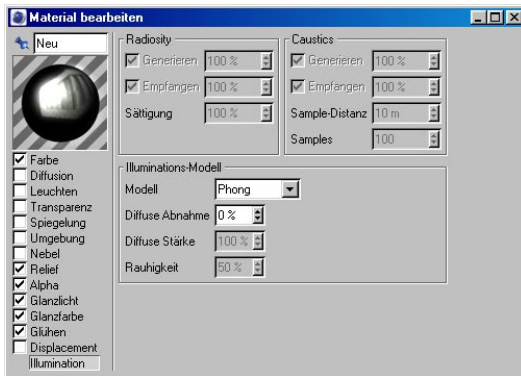 Material bearbeiten
Neu
Farbe
Diffusion
Leuchten
Transparenz
Spiegelung
Umgebung
Nebel
Relief
Alpha
Glanzlicht
Glanzfarbe
Glühen
Displacement
Illumination
Radiosity
Generieren 100 %
Empfangen 100 %
Sättigung 100 %
Caustics
Generieren 100 %
Empfangen 100 %
Sample-Distanz 10 m
Samples 100
Illuminations-Modell
Modell Phong
Diffuse Abnahme 0 %
Diffuse Stärke 100 %
Rauhigkeit 50 %